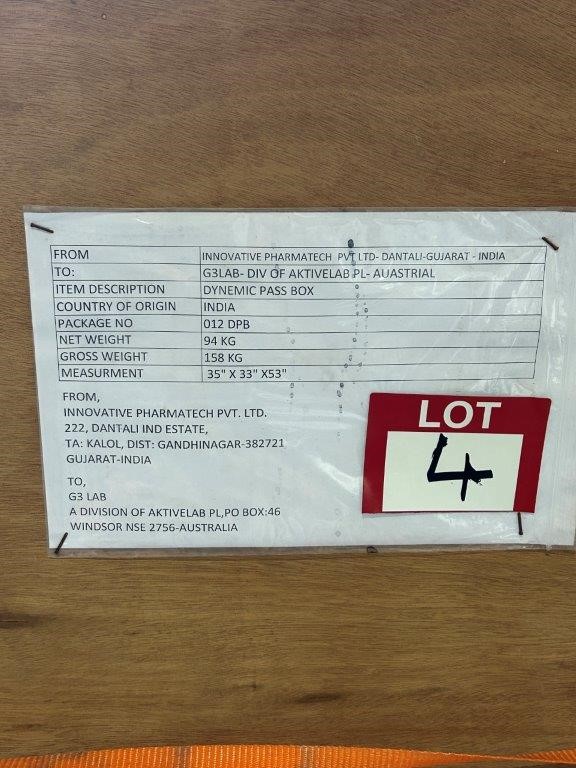 FROM INNOVATIVE PHARMATECH PVT LTD- DANTALI-GUJARAT - INDIA
TO: G3LAB- DIV OF AKTIVELAB PL- AUASTRIAL
ITEM DESCRIPTION DYNEMIC PASS BOX
COUNTRY OF ORIGIN INDIA
PACKAGE NO 012 DPB
NET WEIGHT 94 KG
GROSS WEIGHT 158 KG
MEASURMENT 35" X 33" X53"
FROM,
INNOVATIVE PHARMATECH PVT. LTD.
222, DANTALI IND ESTATE,
TA: KALOL, DIST: GANDHINAGAR-382721
GUJARAT-INDIA
TO,
G3 LAB
A DIVISION OF AKTIVELAB PL,PO BOX:46
WINDSOR NSE 2756-AUSTRALIA
LOT
4